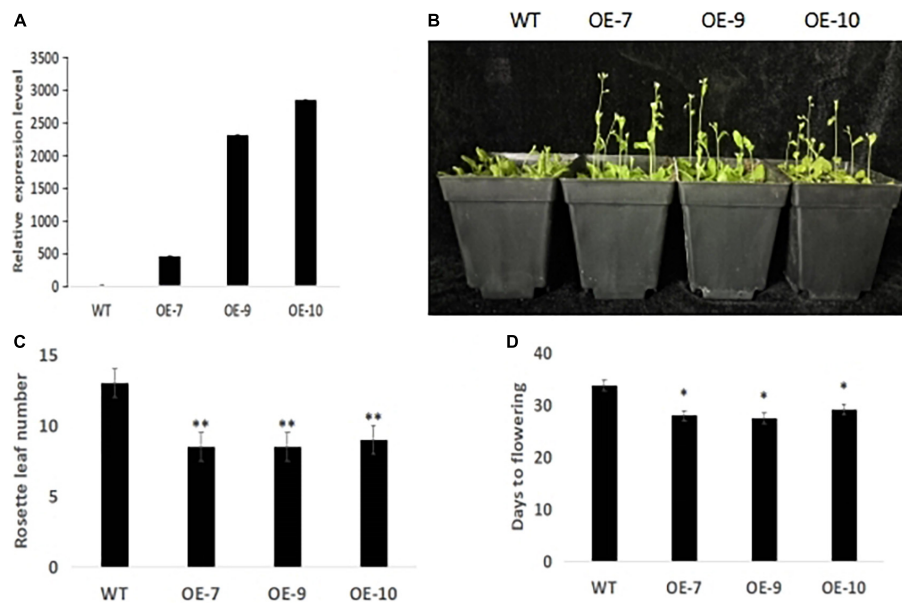 A
Relative expression leveal
3500
3000
2500
2000
1500
1000
500
0
WT OE-7 OE-9 OE-10
B
WT OE-7 OE-9 OE-10
C
Rosette leaf number
15
10
5
0
**
**
**
WT OE-7 OE-9 OE-10
D
Days to flowering
40
30
20
10
0
*
*
*
WT OE-7 OE-9 OE-10